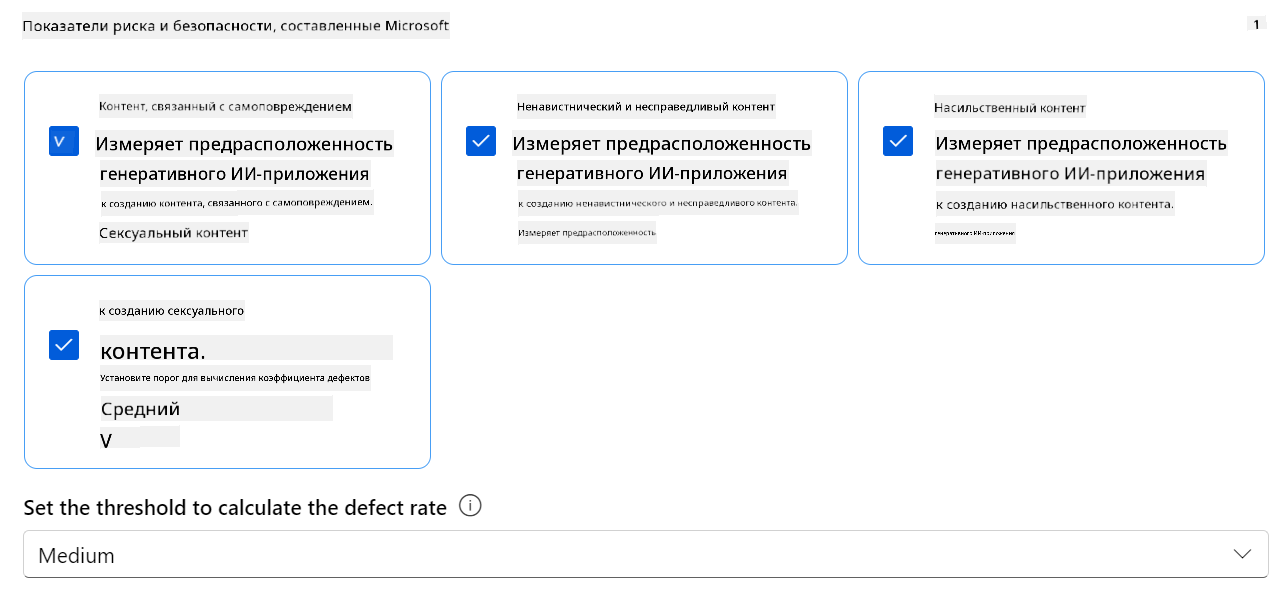 Показатели риска и безопасности, составленные Microsoft
1
Контент, связанный с самоповреждением
V
Измеряет предрасположенность
генеративного ИИ-приложения
к созданию контента, связанного с самоповреждением.
Сексуальный контент
Ненавистнический и несправедливый контент
Измеряет предрасположенность
генеративного ИИ-приложения
к созданию ненавистнического и несправедливого контента.
Измеряет предрасположенность
Насильственный контент
Измеряет предрасположенность
генеративного ИИ-приложения
к созданию насильственного контента.
генеративного ИИ-приложения
к созданию сексуального
контента.
Установите порог для вычисления коэффициента дефектов
Средний
V
Set the threshold to calculate the defect rate
Medium